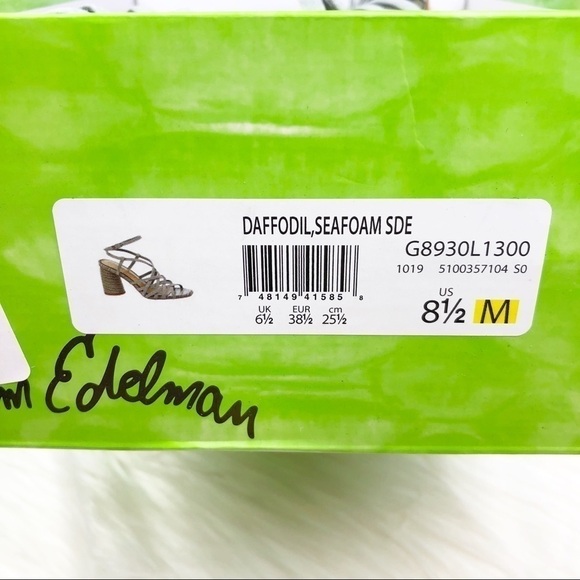 DAFFODIL,SEAFOAM SDE
G8930L1300
1019 5100357104 S0
7 48149 41585 8
UK EUR cm
6½ 38½ 25½
US
8½ M
Edelman